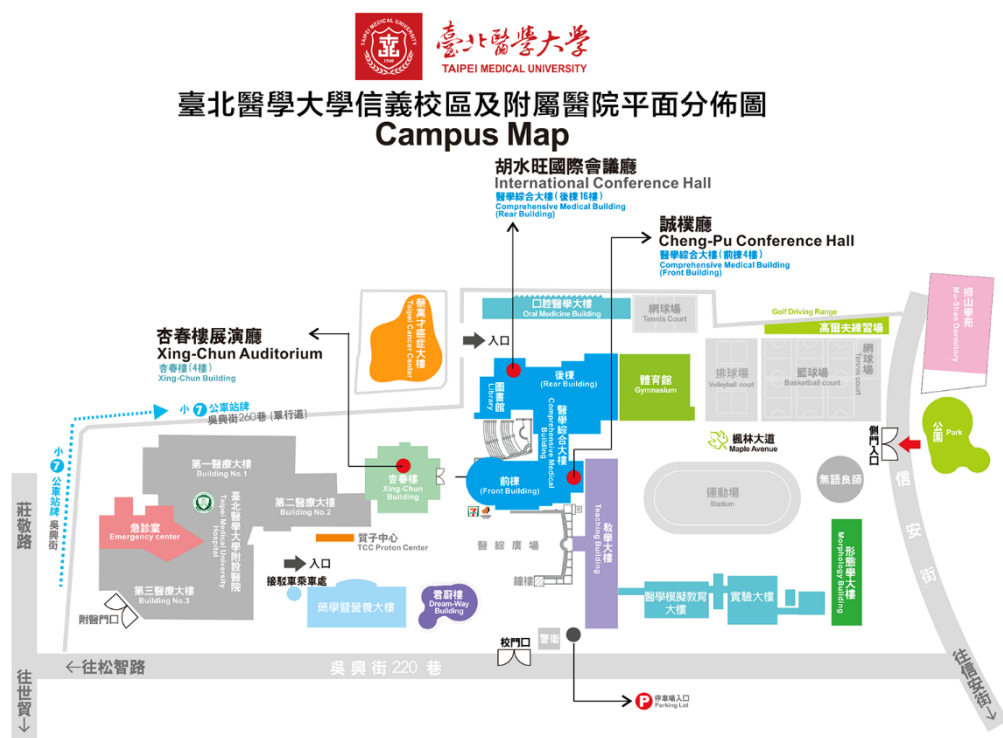 TAIPEI MEDICAL UNIVERSITY
1960
臺北醫學大學
TAIPEI MEDICAL UNIVERSITY
臺北醫學大學信義校區及附屬醫院平面分佈圖
Campus Map
胡水旺國際會議廳
International Conference Hall
醫學綜合大樓(後棟16樓)
Comprehensive Medical Building
(Rear Building)
誠樸廳
Cheng-Pu Conference Hall
醫學綜合大樓(前棟4樓)
Comprehensive Medical Building
(Front Building)
杏春樓展演廳
Xing-Chun Auditorium
杏春樓(4樓)
Xing-Chun Building
蔡萬才癌症大樓
Taipei Cancer Center
口腔醫學大樓
Oral Medicine Building
網球場
Tennis Court
Golf Driving Range
高爾夫練習場
拇山學苑
Mu-Shan Dormitory
入口
後棟
(Rear Building)
圖書館
Library
體育館
Gymnasium
排球場
Volleyball court
籃球場
Basketball court
網球場
Tennis court
小7公車站牌
吳興街260巷 (單行道)
小7公車站牌 吳興街
醫學綜合大樓
Comprehensive Medical
Building
楓林大道
Maple Avenue
側門入口
公園
Park
第一醫療大樓
Building No.1
第二醫療大樓
Building No.2
臺北醫學大學附設醫院
Taipei Medical University
Hospital
急診室
Emergency center
第三醫療大樓
Building No.3
附醫門口
杏春樓
Xing-Chun
Building
前棟
(Front Building)
7-ELEVEN
質子中心
TCC Proton Center
入口
接駁車乘車處
藥學暨營養大樓
君蔚樓
Dream-Way
Building
醫綜廣場
鐘樓
教學大樓
Teaching Building
運動場
Stadium
無語良師
醫學模擬教育
大樓
實驗大樓
形態學大樓
Morphology Building
警衛
校門口
莊敬路
往世貿↓
←往松智路
吳興街220巷
信安街
往信安街↓
P
停車場入口
Parking Lot